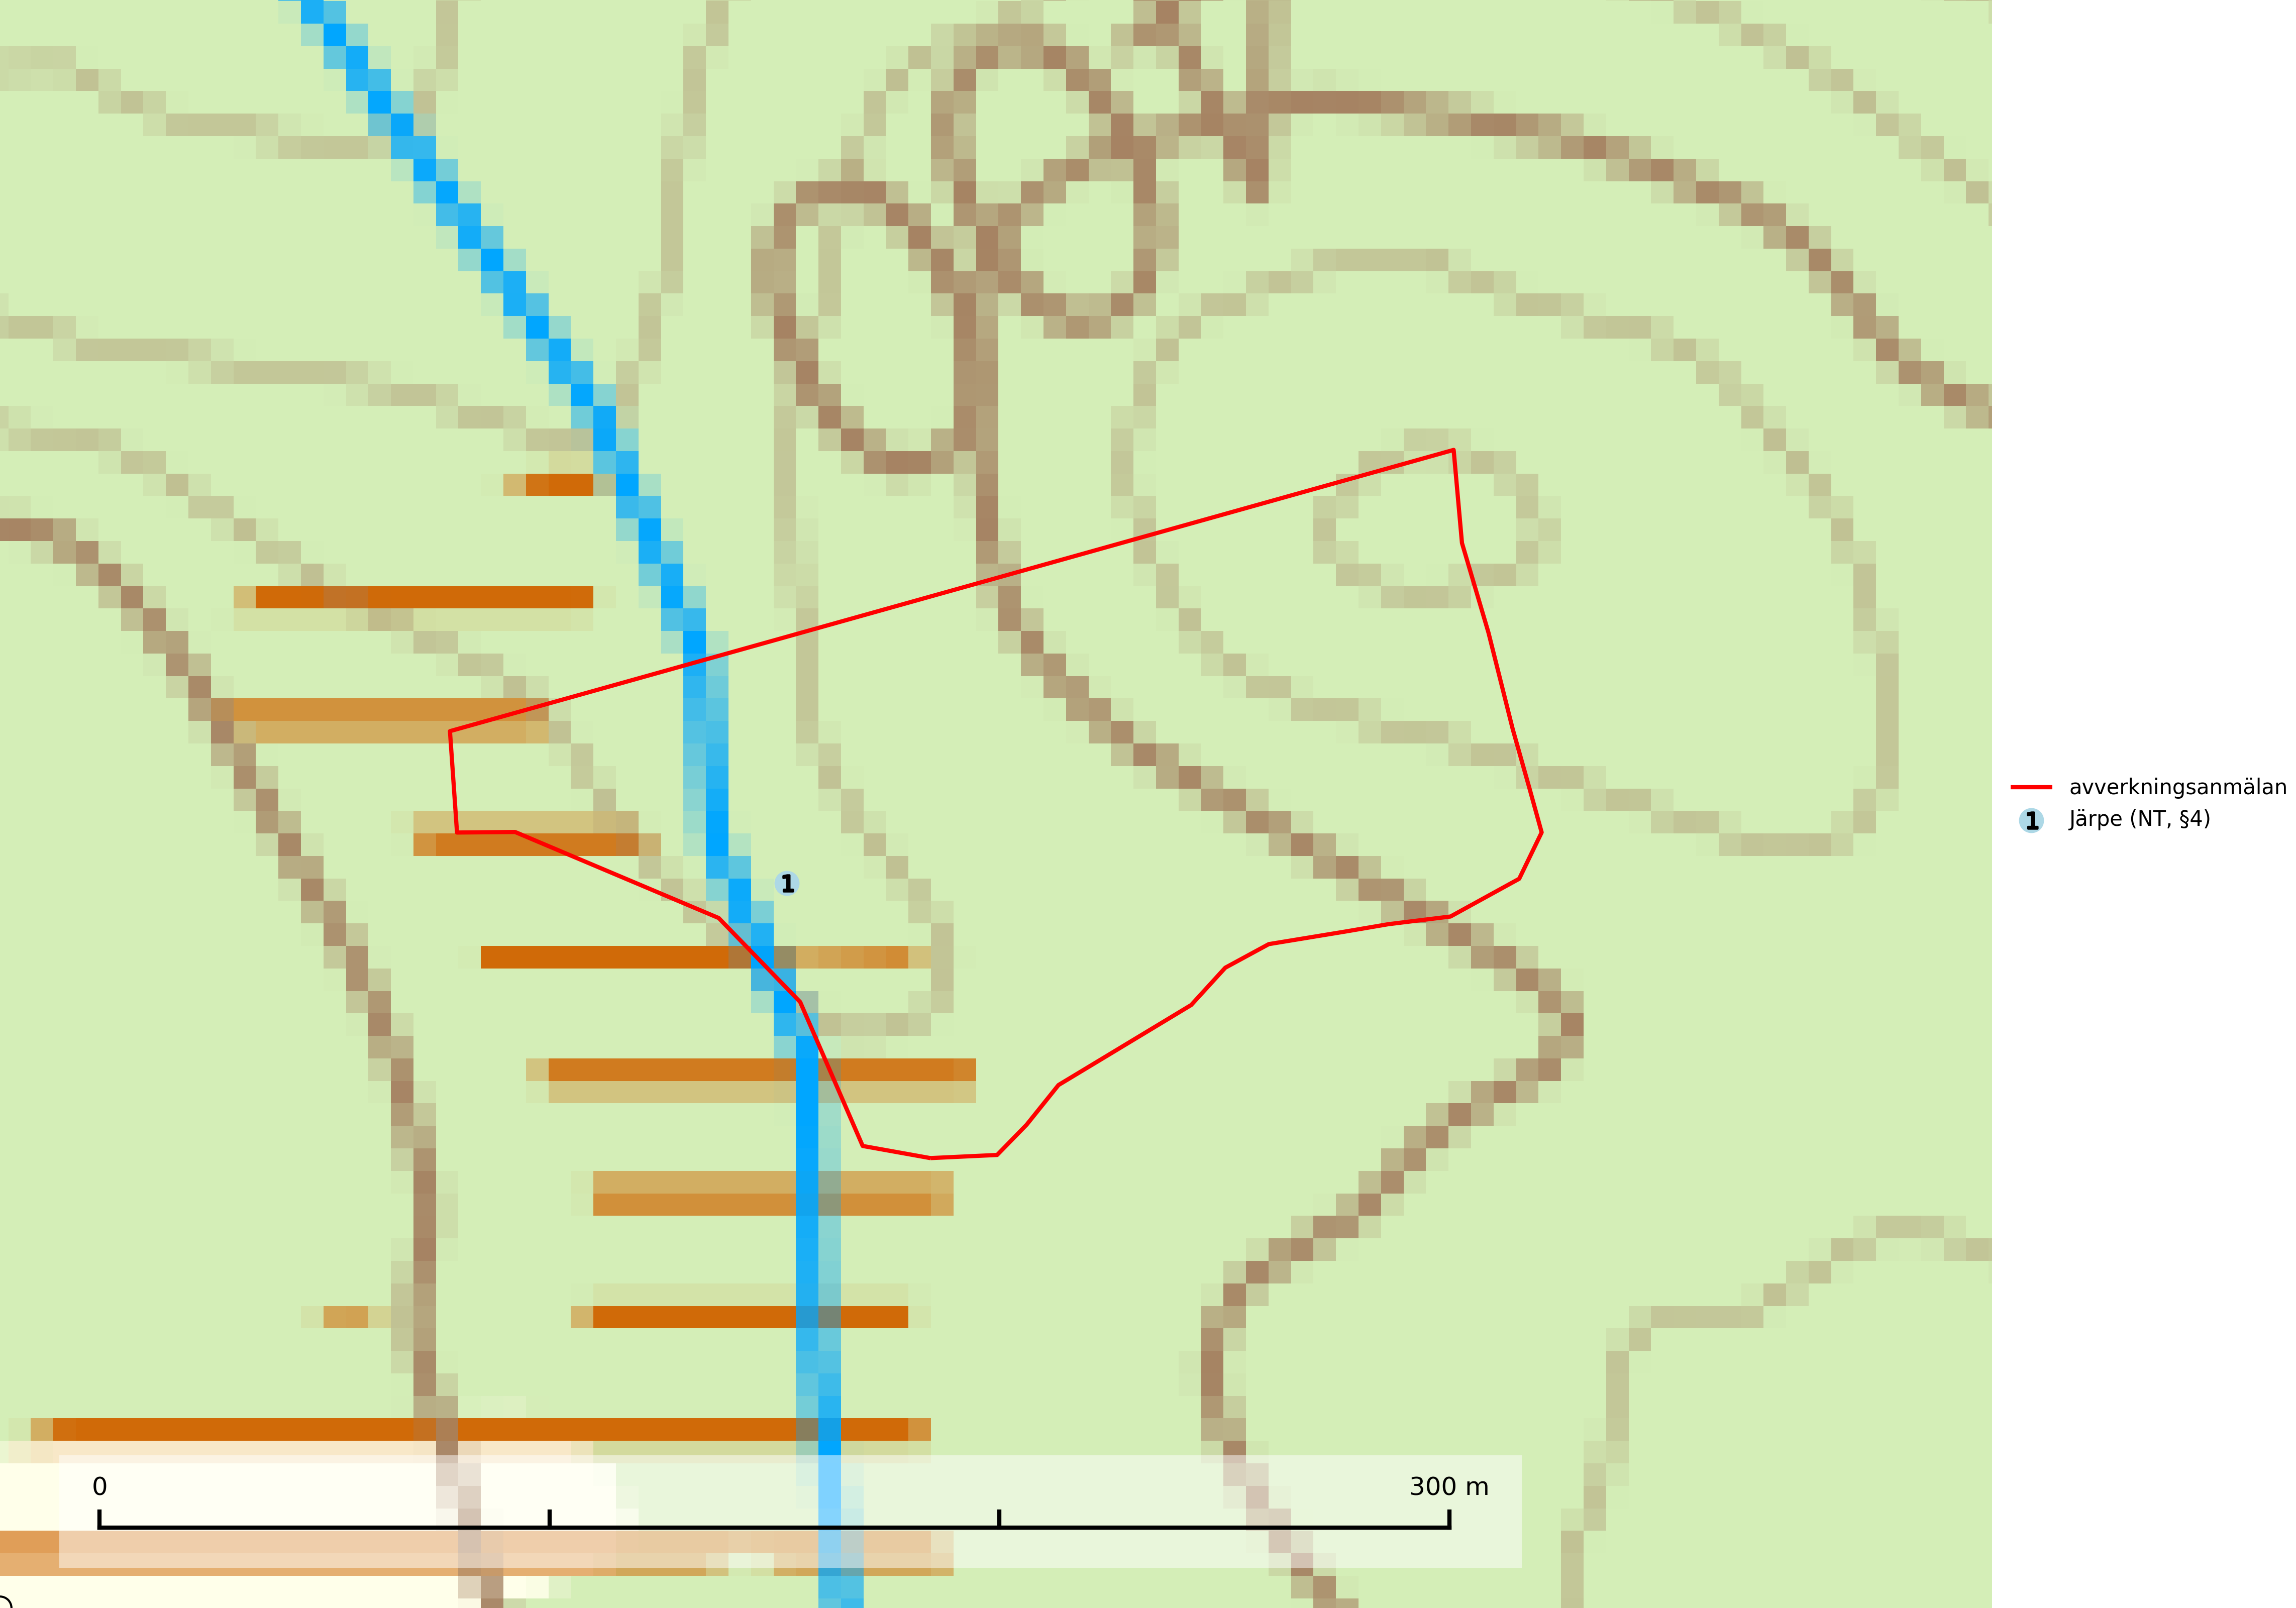 1
0
300 m
avverkningsanmälan
1 Järpe (NT, §4)